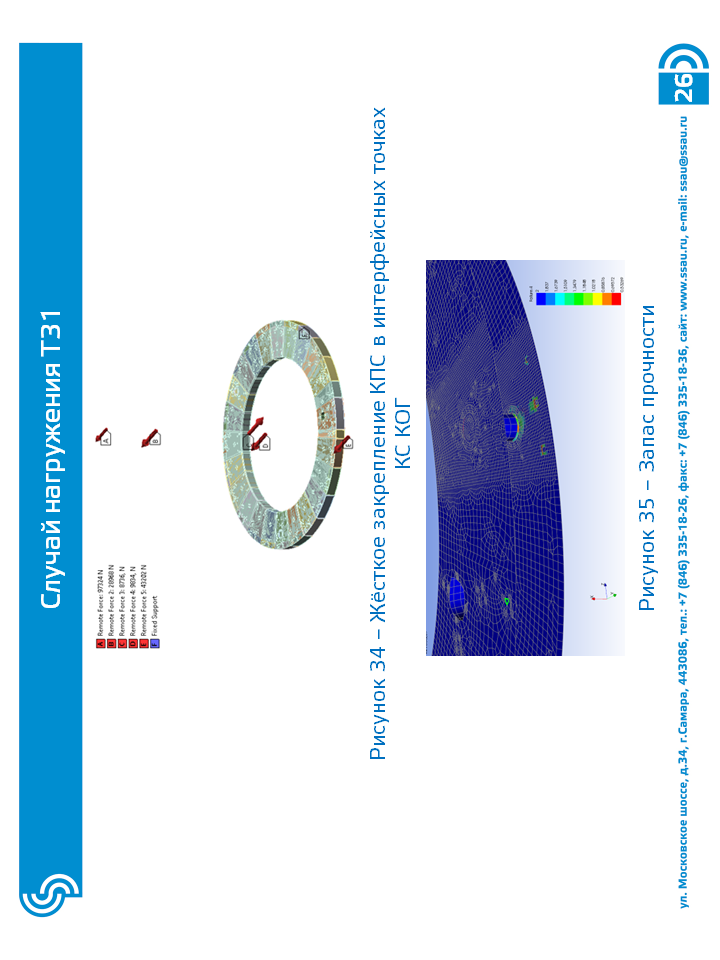 Случай нагружения Т31
A Remote Force: 97324 N
B Remote Force 2: 28968 N
C Remote Force 3: 8736, N
D Remote Force 4: 9834, N
E Remote Force 5: 43202 N
F Fixed Support
A
B
D
E
F
Рисунок 34 – Жёсткое закрепление КПС в интерфейсных точках
КС КОГ
Рисунок 35 – Запас прочности
ул. Московское шоссе, д.34, г.Самара, 443086, тел.: +7 (846) 335-18-26, факс: +7 (846) 335-18-36, сайт: www.ssau.ru, e-mail: ssau@ssau.ru
26